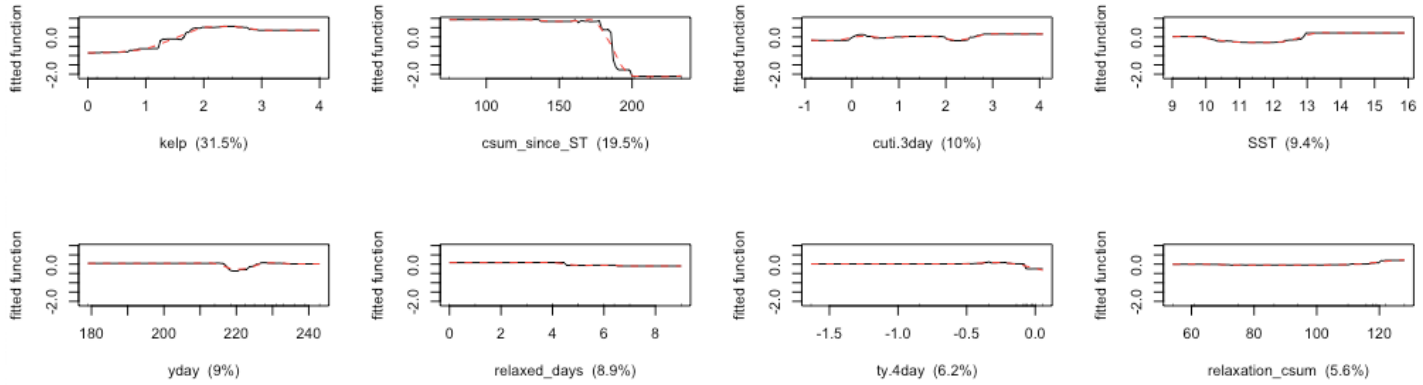 fitted function
0.0
-2.0
0 1 2 3 4
kelp (31.5%)
fitted function
0.0
-2.0
100 150 200
csum_since_ST (19.5%)
fitted function
0.0
-2.0
-1 0 1 2 3 4
cuti.3day (10%)
fitted function
0.0
-2.0
9 10 11 12 13 14 15 16
SST (9.4%)
fitted function
0.0
-2.0
180 200 220 240
yday (9%)
fitted function
0.0
-2.0
0 2 4 6 8
relaxed_days (8.9%)
fitted function
0.0
-2.0
-1.5 -1.0 -0.5 0.0
ty.4day (6.2%)
fitted function
0.0
-2.0
60 80 100 120
relaxation_csum (5.6%)